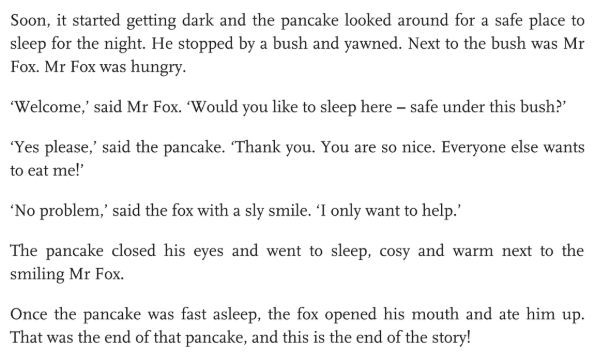 Soon, it started getting dark and the pancake looked around for a safe place to
sleep for the night. He stopped by a bush and yawned. Next to the bush was Mr
Fox. Mr Fox was hungry.
‘Welcome,’ said Mr Fox. ‘Would you like to sleep here – safe under this bush?’
‘Yes please,’ said the pancake. ‘Thank you. You are so nice. Everyone else wants
to eat me!’
‘No problem,’ said the fox with a sly smile. ‘I only want to help.’
The pancake closed his eyes and went to sleep, cosy and warm next to the
smiling Mr Fox.
Once the pancake was fast asleep, the fox opened his mouth and ate him up.
That was the end of that pancake, and this is the end of the story!